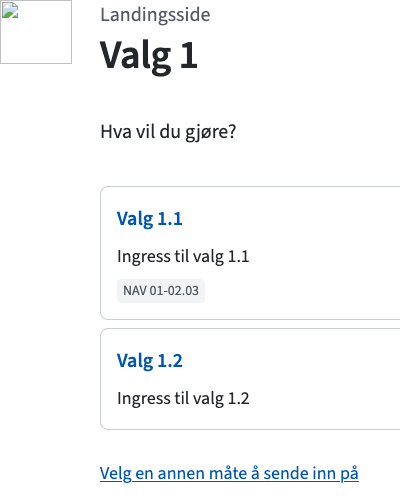 Landingsside
Valg 1
Hva vil du gjøre?
Valg 1.1
Ingress til valg 1.1
NAV 01-02.03
Valg 1.2
Ingress til valg 1.2
Velg en annen måte å sende inn på